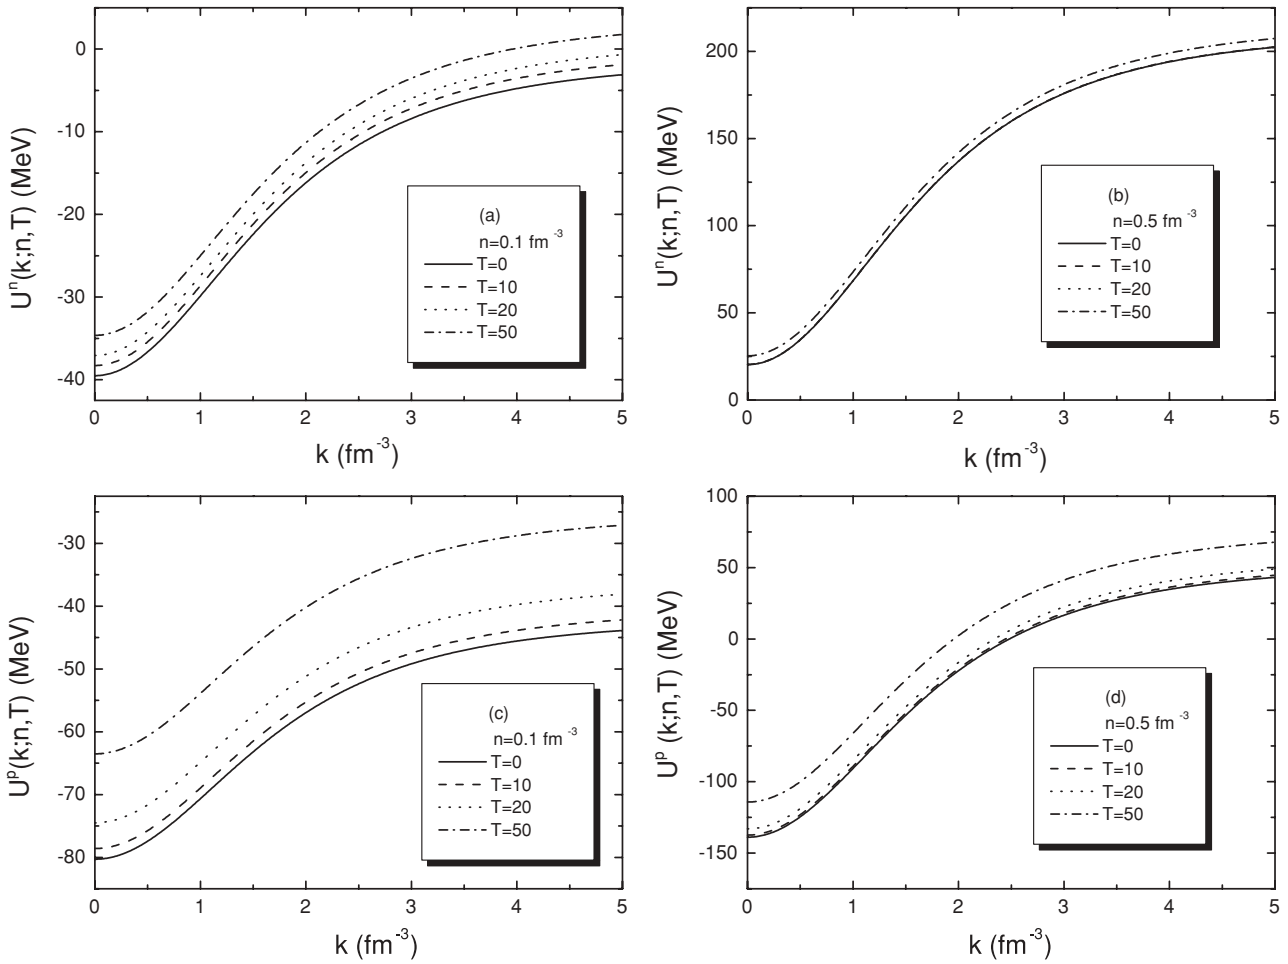 0
-10
-20
-30
-40
U^n(k;n,T) (MeV)
(a)
n=0.1 fm^-3
T=0
T=10
T=20
T=50
0 1 2 3 4 5
k (fm^-3)
200
150
100
50
0
U^n(k;n,T) (MeV)
(b)
n=0.5 fm^-3
T=0
T=10
T=20
T=50
0 1 2 3 4 5
k (fm^-3)
-30
-40
-50
-60
-70
-80
U^p(k;n,T) (MeV)
(c)
n=0.1 fm^-3
T=0
T=10
T=20
T=50
0 1 2 3 4 5
k (fm^-3)
100
50
0
-50
-100
-150
U^p (k;n,T) (MeV)
(d)
n=0.5 fm^-3
T=0
T=10
T=20
T=50
0 1 2 3 4 5
k (fm^-3)